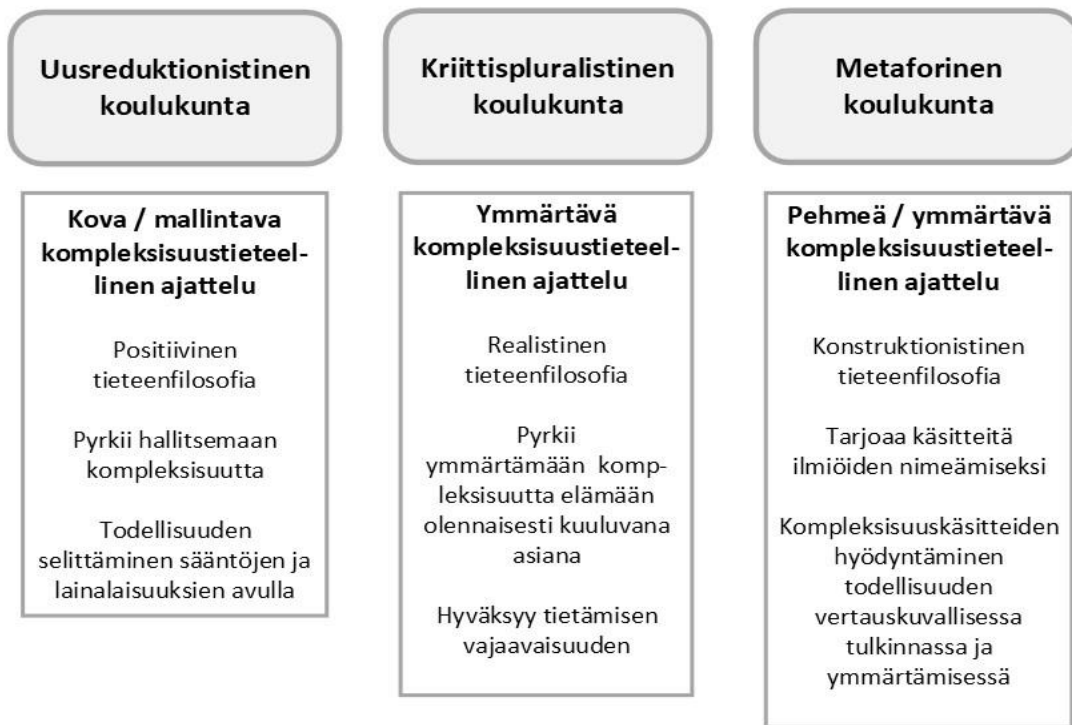 Uusreduktionistinen
koulukunta
Kova / mallintava
kompleksisuustieteel-
linen ajattelu
Positiivinen
tieteenfilosofia
Pyrkii hallitsemaan
kompleksisuutta
Todellisuuden
selittäminen sääntöjen ja
lainalaisuuksien avulla
Kriittispluralistinen
koulukunta
Ymmärtävä
kompleksisuustieteel-
linen ajattelu
Realistinen
tieteenfilosofia
Pyrkii
ymmärtämään komp-
leksisuutta elämään
olennaisesti kuuluvana
asiana
Hyväksyy tietämisen
vajaavaisuuden
Metaforinen
koulukunta
Pehmeä / ymmärtävä
kompleksisuustieteel-
linen ajattelu
Konstruktionistinen
tieteenfilosofia
Tarjoaa käsitteitä
ilmiöiden nimeämiseksi
Kompleksisuuskäsitteiden
hyödyntäminen
todellisuuden
vertauskuvallisessa
tulkinnassa ja
ymmärtämisessä